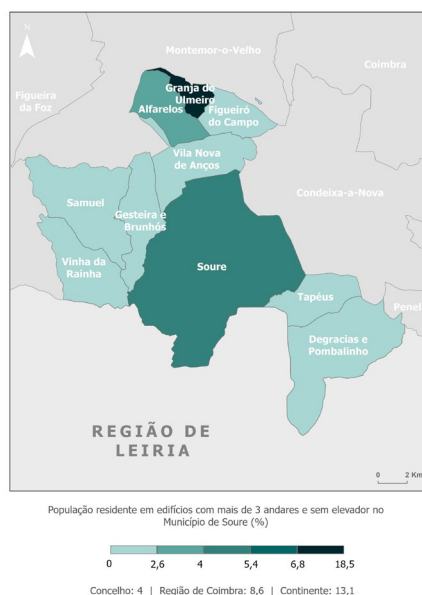 N
Montemor-o-Velho
Coimbra
Figueira
da Foz
Granja do
Ulmeiro
Alfarelos
Figueiró
do Campo
Vila Nova
de Anços
Condeixa-a-Nova
Samuel
Gesteira e
Brunhós
Vinha da
Rainha
Soure
Tapéus
Penel
Degracias e
Pombalinho
REGIÃO DE
LEIRIA
0 2 Km
População residente em edifícios com mais de 3 andares e sem elevador no
Município de Soure (%)
0 2,6 4 5,4 6,8 18,5
Concelho: 4 | Região de Coimbra: 8,6 | Continente: 13,1